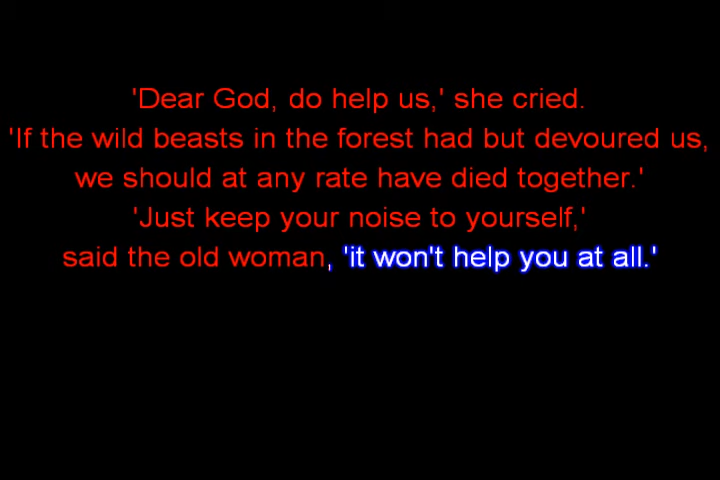 'Dear God, do help us,' she cried.
'If the wild beasts in the forest had but devoured us,
we should at any rate have died together.'
'Just keep your noise to yourself,'
said the old woman, 'it won't help you at all.'